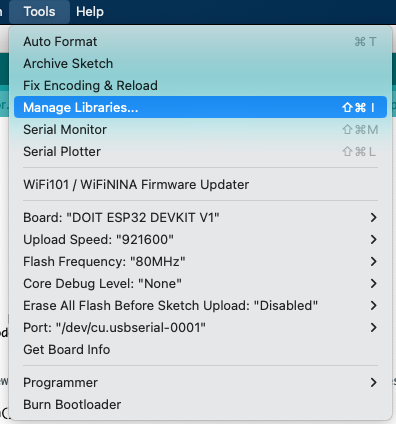 Tools Help
Auto Format ⌘ T
Archive Sketch
Fix Encoding & Reload
Manage Libraries... ⇧ ⌘ I
Serial Monitor ⇧⌘M
Serial Plotter ⇧⌘ L
WiFi101 / WiFiNINA Firmware Updater
Board: "DOIT ESP32 DEVKIT V1"
Upload Speed: "921600"
Flash Frequency: "80MHz"
Core Debug Level: "None"
Erase All Flash Before Sketch Upload: "Disabled"
Port: "/dev/cu.usbserial-0001"
Get Board Info
Programmer
Burn Bootloader